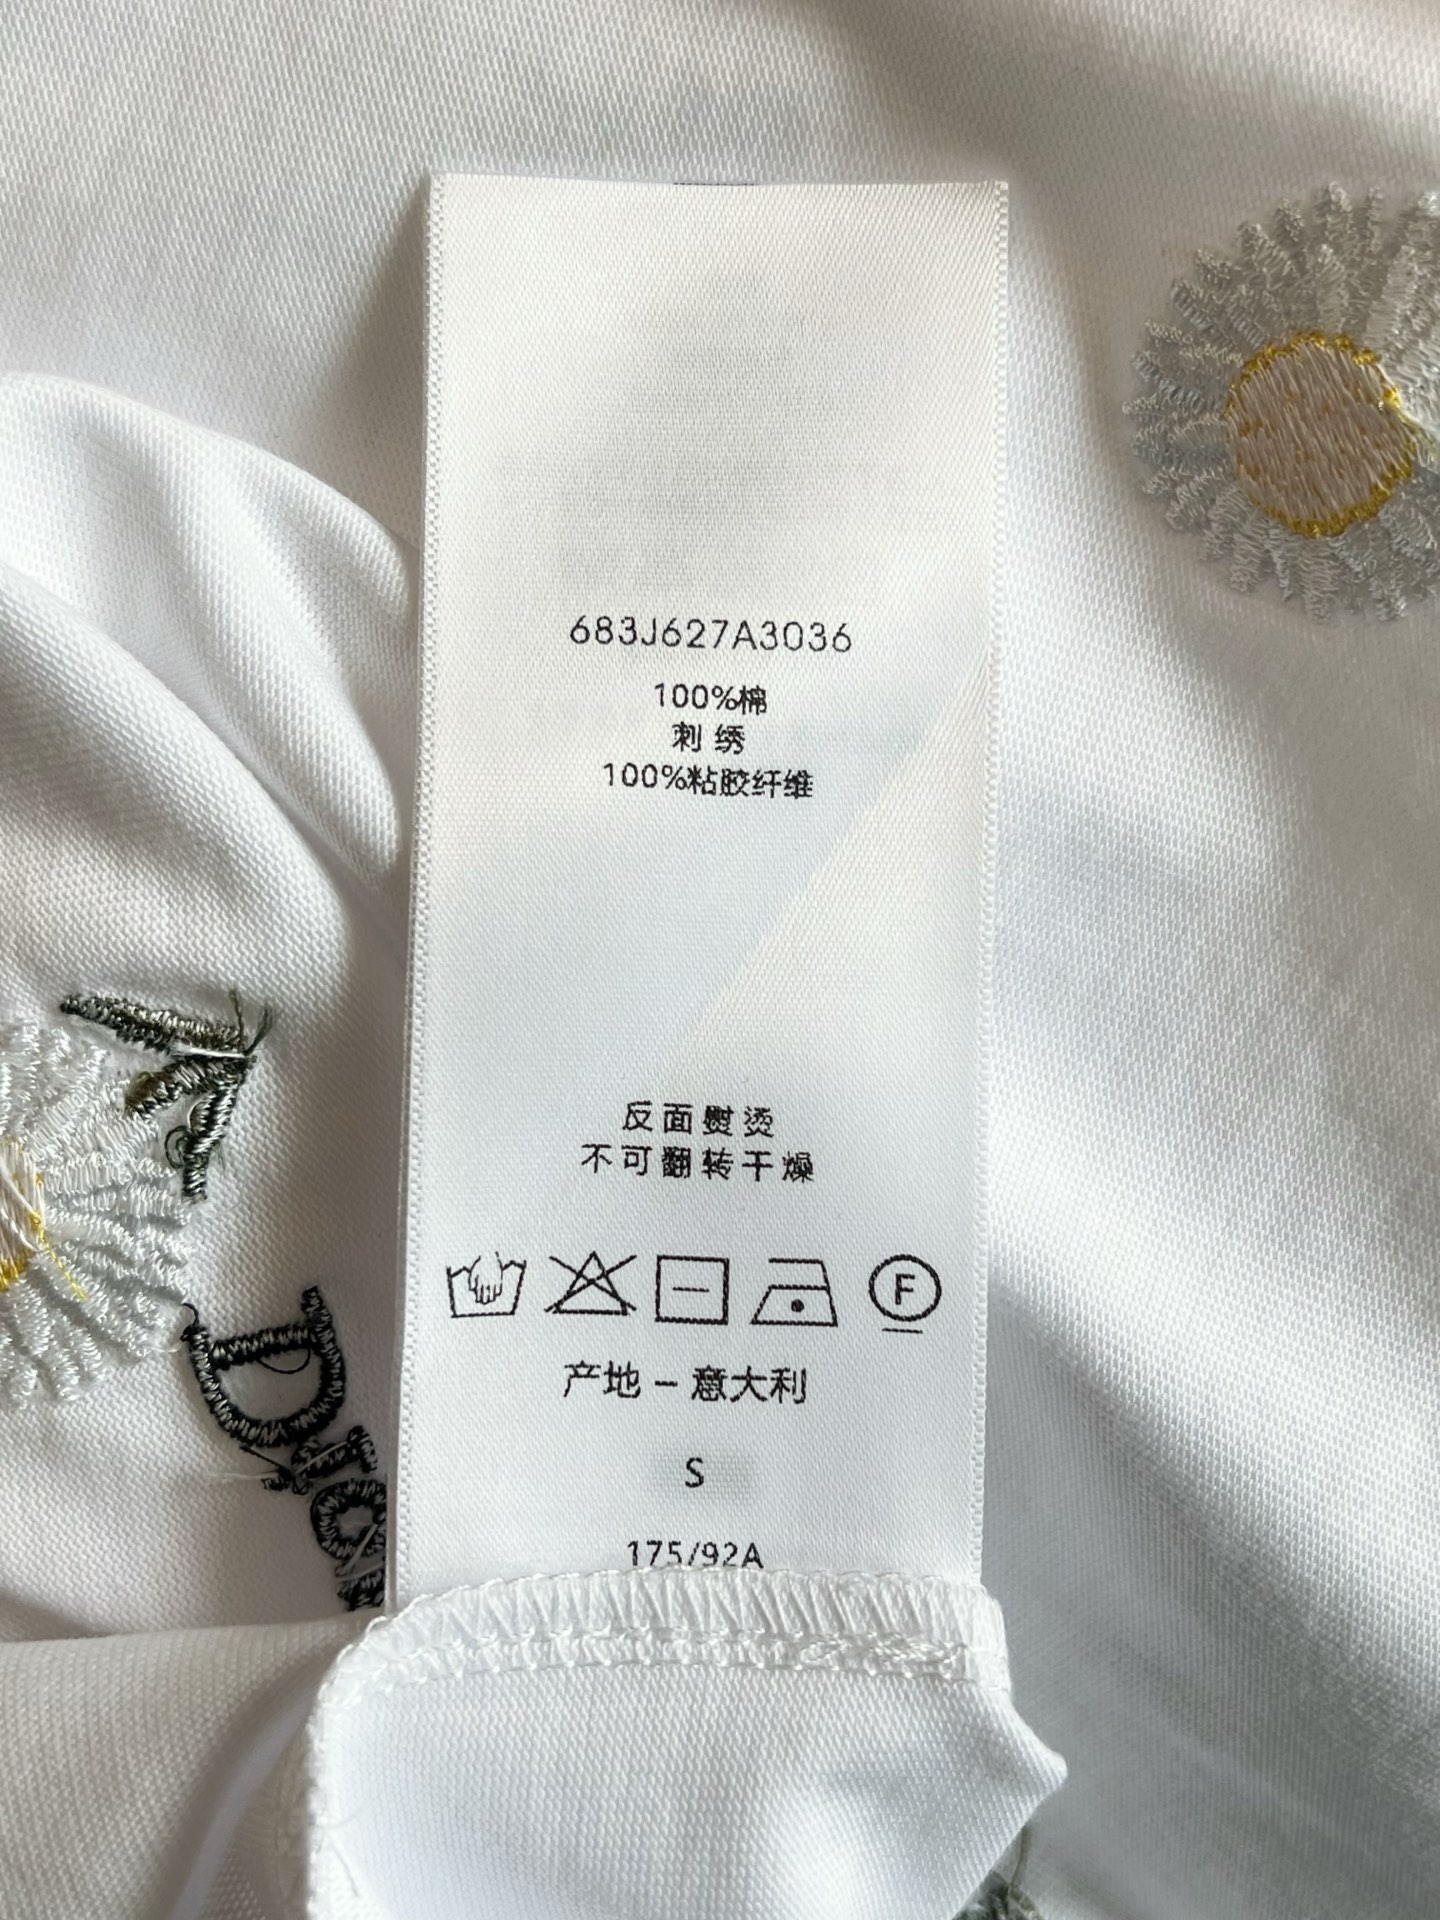 683J627A3036
100%棉
刺绣
100%粘胶纤维
反面熨烫
不可翻转干燥
F
产地 – 意大利
S
175/92A
Dior